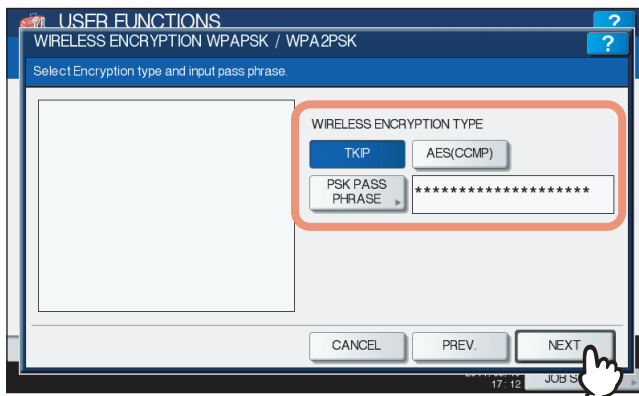 USER FUNCTIONS
?
WIRELESS ENCRYPTION WPAPSK / WPA2PSK
?
Select Encryption type and input pass phrase.
WIRELESS ENCRYPTION TYPE
TKIP
AES(CCMP)
PSK PASS
PHRASE
********************
CANCEL
PREV.
NEXT
17:12
JOB S